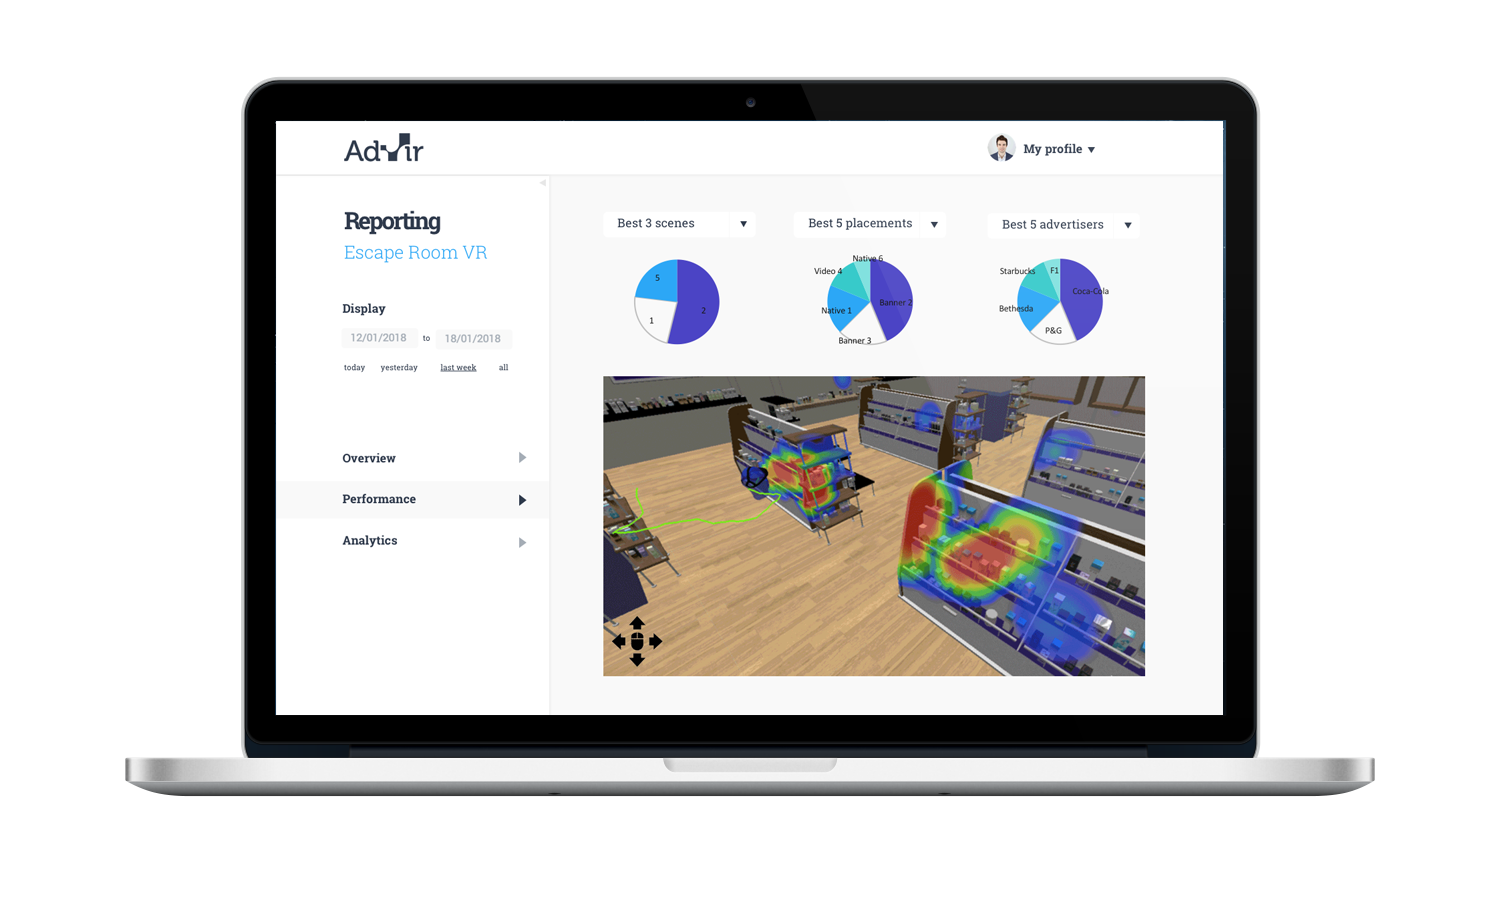 AdVir
My profile
Reporting
Escape Room VR
Display
12/01/2018 to 18/01/2018
today yesterday last week all
Overview
Performance
Analytics
Best 3 scenes
Best 5 placements
Best 5 advertisers
5
2
1
Native 6
Video 4
Banner 2
Native 1
Banner 3
Starbucks
F1
Coca-Cola
Bethesda
P&G